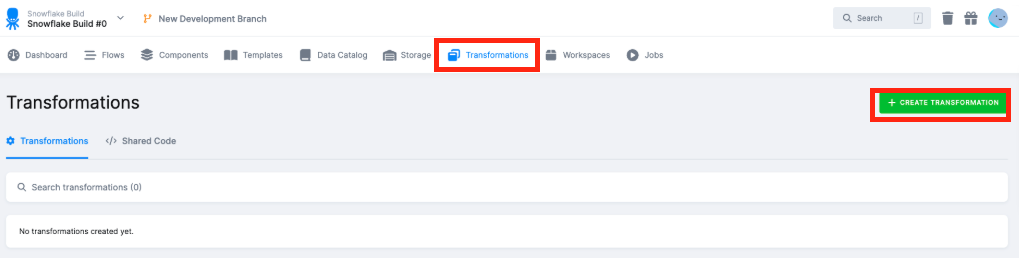 Snowflake Build
Snowflake Build #0
New Development Branch
Search /
Dashboard Flows Components Templates Data Catalog Storage Transformations Workspaces Jobs
Transformations
+ CREATE TRANSFORMATION
Transformations </> Shared Code
Search transformations (0)
No transformations created yet.